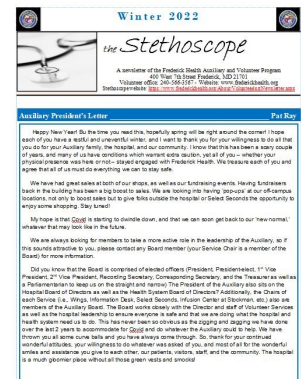 Winter 2022
the Stethoscope
A newsletter of the Frederick Health Auxiliary and Volunteer Program
400 West 7th Street Frederick, MD 21701
Volunteer office: 240-566-3567 - Website: www.frederickhealth.org
Stethoscope website: https://www.frederickhealth.org/About/Volunteers/Newsletter.aspx
Auxiliary President's Letter Pat Ray
Happy New Year! Bu the time you read this, hopefully spring will be right around the corner! I hope
each of you have a restful and uneventful winter, and I want to thank you for your willingness to do all that
you do for your Auxiliary family, the hospital, and our community. I know that this has been a scary couple
of years, and many of us have conditions which warrant extra caution, yet all of you – whether your
physical presence was here or not– stayed engaged with Frederick Health. We treasure each of you and
agree that all of us must do everything we can to stay safe.
We have had great sales at both of our shops, as well as our fundraising events. Having fundraisers
back in the building has been a big boost to sales. We are looking into having 'pop-ups' at our off-campus
locations, not only to boost sales but to give folks outside the hospital or Select Seconds the opportunity to
enjoy some shopping. Stay tuned!
My hope is that Covid is starting to dwindle down, and that we can soon get back to our 'new normal,'
whatever that may look like in the future.
We are always looking for members to take a more active role in the leadership of the Auxiliary, so if
this sounds attractive to you, please contact any Board member (your Service Chair is a member of the
Board) for more information.
Did you know that the Board is comprised of elected officers (President, President-elect, 1st Vice
President, 2nd Vice President, Recording Secretary, Corresponding Secretary, and the Treasurer as well as
a Parliamentarian to keep us on the straight and narrow) The President of the Auxiliary also sits on the
Hospital Board of Directors as well as the Health System Board of Directors? Additionally, the Chairs of
each Service (i.e., Wings, Information Desk, Select Seconds, Infusion Center at Stockman, etc.) also are
members of the Auxiliary Board. The Board works closely with the Director and staff of Volunteer Services
as well as the hospital leadership to ensure everyone is safe and that we are doing what the hospital and
health system need us to do. This has never been so obvious as the zigging and zagging we have done
over the last 2 years to accommodate for Covid and do whatever the Auxiliary could to help. We have
thrown you all some curve balls and you have always come through. So, thank you for your continued
wonderful attitudes, your willingness to do whatever was asked of you, and most of all for the wonderful
smiles and assistance you give to each other, our patients, visitors, staff, and the community. The hospital
is a much gloomier place without all those green vests and smocks!